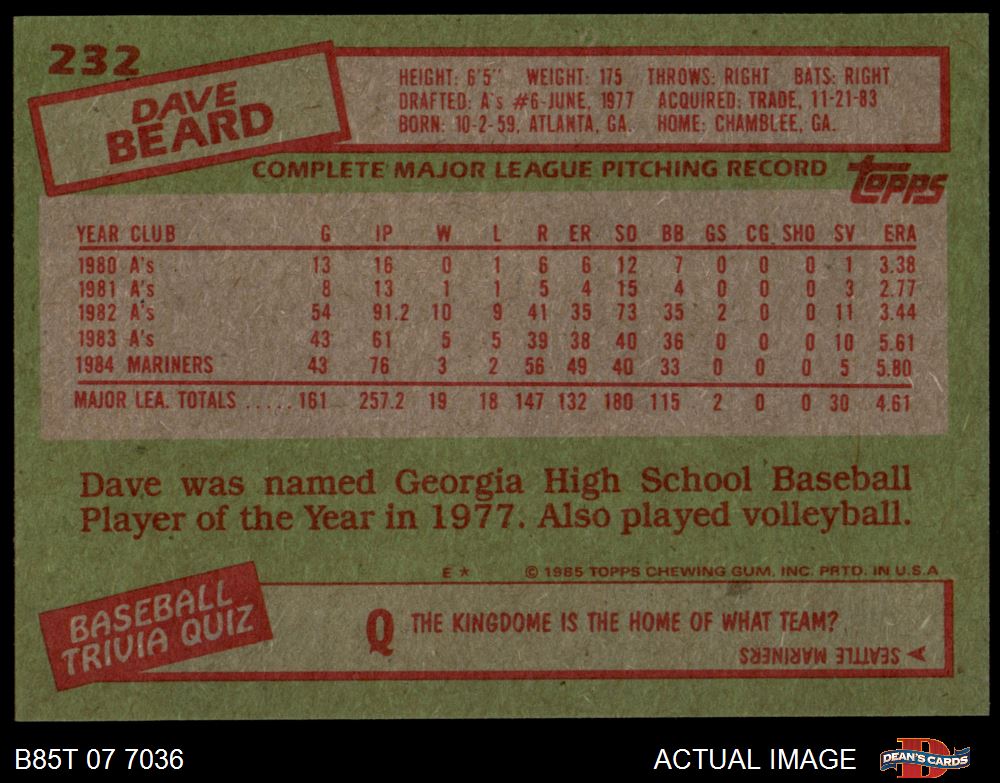 232
DAVE
BEARD
HEIGHT: 6'5" WEIGHT: 175 THROWS: RIGHT BATS: RIGHT
DRAFTED: A's #6-JUNE, 1977 ACQUIRED: TRADE, 11-21-83
BORN: 10-2-59, ATLANTA, GA. HOME: CHAMBLEE, GA.
COMPLETE MAJOR LEAGUE PITCHING RECORD
topps
YEAR CLUB G IP W L R ER SO BB GS CG SHO SV ERA
1980 A's 13 16 0 1 6 6 12 7 0 0 0 1 3.38
1981 A's 8 13 1 1 5 4 15 4 0 0 0 3 2.77
1982 A's 54 91.2 10 9 41 35 73 35 2 0 0 11 3.44
1983 A's 43 61 5 5 39 38 40 36 0 0 0 10 5.61
1984 MARINERS 43 76 3 2 56 49 40 33 0 0 0 5 5.80
MAJOR LEA. TOTALS ..... 161 257.2 19 18 147 132 180 115 2 0 0 30 4.61
Dave was named Georgia High School Baseball
Player of the Year in 1977. Also played volleyball.
E * © 1985 TOPPS CHEWING GUM, INC. PRTD. IN U.S.A
BASEBALL
TRIVIA QUIZ
Q THE KINGDOME IS THE HOME OF WHAT TEAM?
A SEATTLE MARINERS
B85T 07 7036
ACTUAL IMAGE
D
DEAN'S CARDS